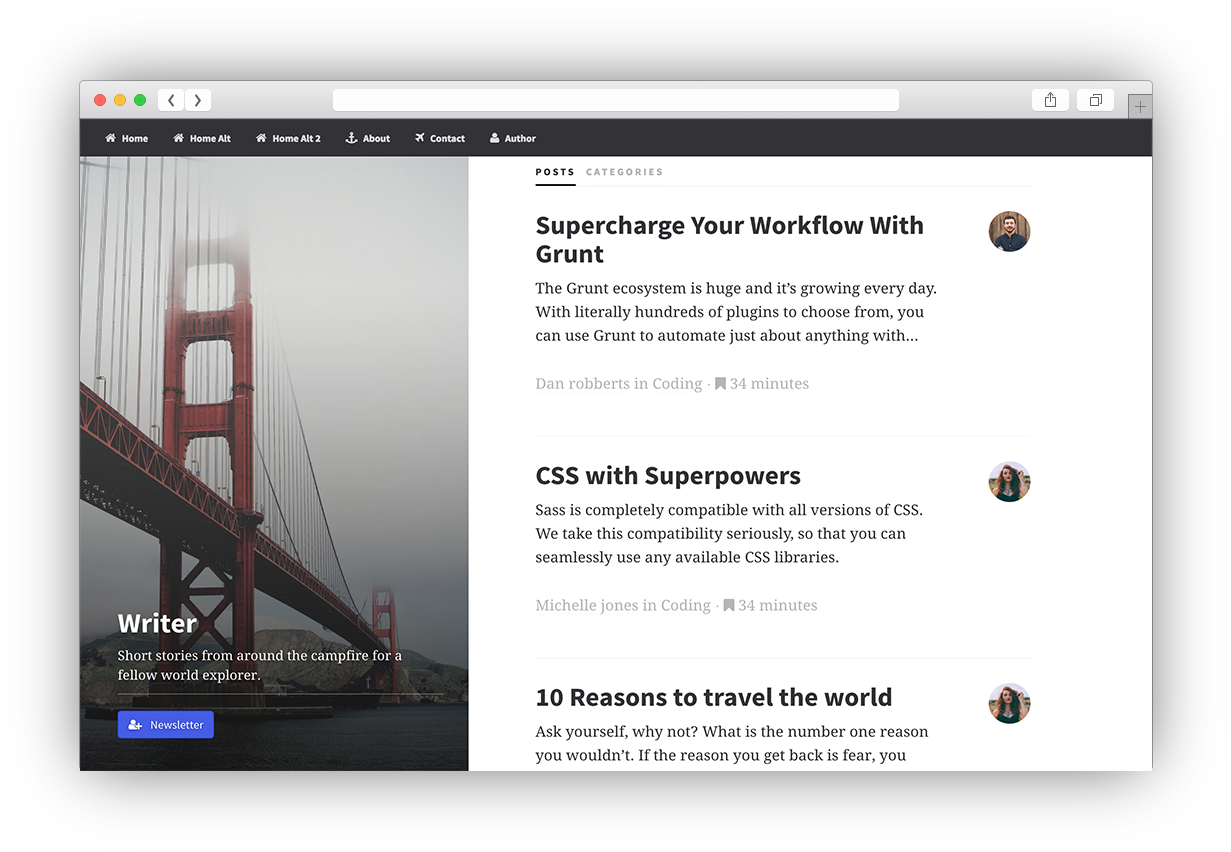 Home Home Alt Home Alt 2 About Contact Author
POSTS CATEGORIES
Supercharge Your Workflow With
Grunt
The Grunt ecosystem is huge and it’s growing every day.
With literally hundreds of plugins to choose from, you
can use Grunt to automate just about anything with...
Dan robberts in Coding · 34 minutes
CSS with Superpowers
Sass is completely compatible with all versions of CSS.
We take this compatibility seriously, so that you can
seamlessly use any available CSS libraries.
Michelle jones in Coding · 34 minutes
10 Reasons to travel the world
Ask yourself, why not? What is the number one reason
you wouldn’t. If the reason you get back is fear, you
Writer
Short stories from around the campfire for a
fellow world explorer.
Newsletter